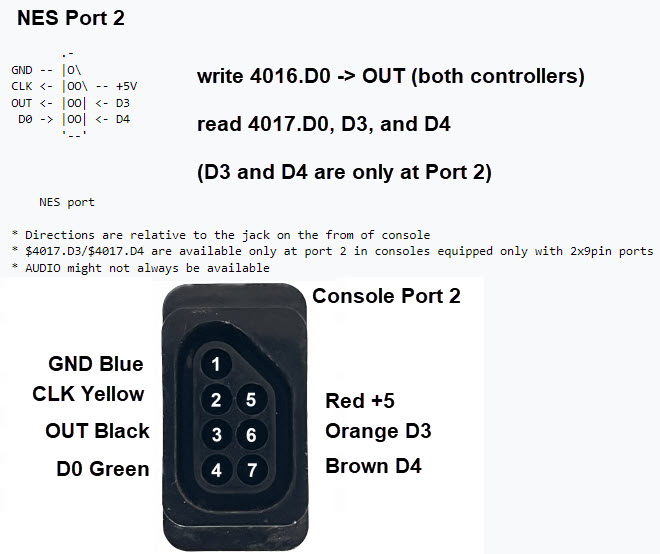 NES Port 2
.-
GND -- |O\
CLK <- |OO\ -- +5V
OUT <- |OO| <- D3
D0 -> |OO| <- D4
'--'
NES port
write 4016.D0 -> OUT (both controllers)
read 4017.D0, D3, and D4
(D3 and D4 are only at Port 2)
* Directions are relative to the jack on the from of console
* $4017.D3/$4017.D4 are available only at port 2 in consoles equipped only with 2x9pin ports
* AUDIO might not always be available
Console Port 2
GND Blue
CLK Yellow
OUT Black
D0 Green
1
2 5
3 6
4 7
Red +5
Orange D3
Brown D4